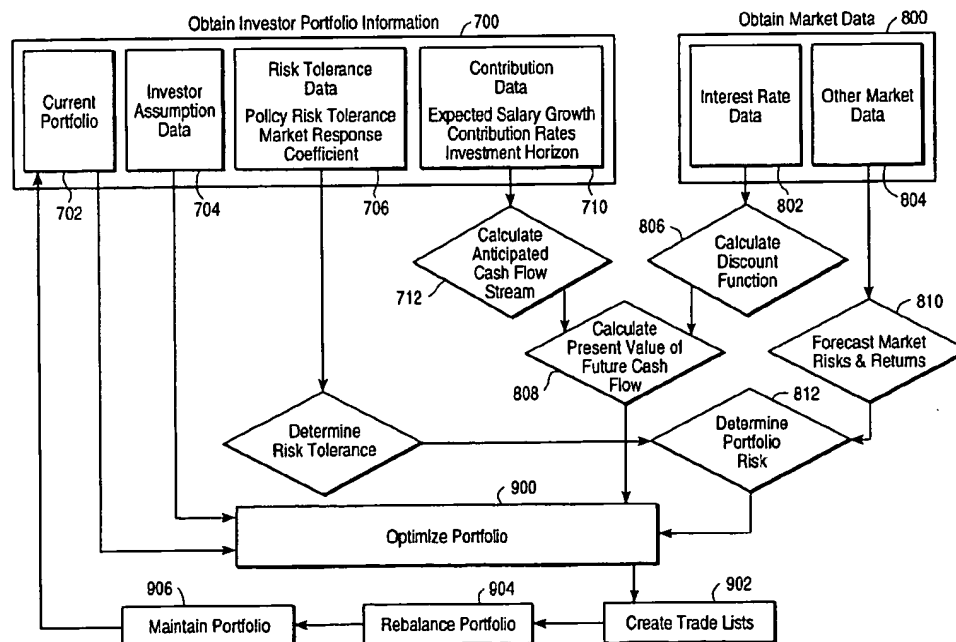 Obtain Investor Portfolio Information
700
Obtain Market Data
800
Current
Portfolio
Investor
Assumption
Data
Risk Tolerance
Data
Policy Risk Tolerance
Market Response
Coefficient
Contribution
Data
Expected Salary Growth
Contribution Rates
Investment Horizon
Interest Rate
Data
Other Market
Data
702
704
706
710
802
804
Calculate
Anticipated
Cash Flow
Stream
712
806
Calculate
Discount
Function
810
Forecast Market
Risks & Returns
Calculate
Present Value of
Future Cash
Flow
808
812
Determine
Portfolio
Risk
Determine
Risk Tolerance
900
Optimize Portfolio
906
Maintain Portfolio
904
Rebalance Portfolio
902
Create Trade Lists